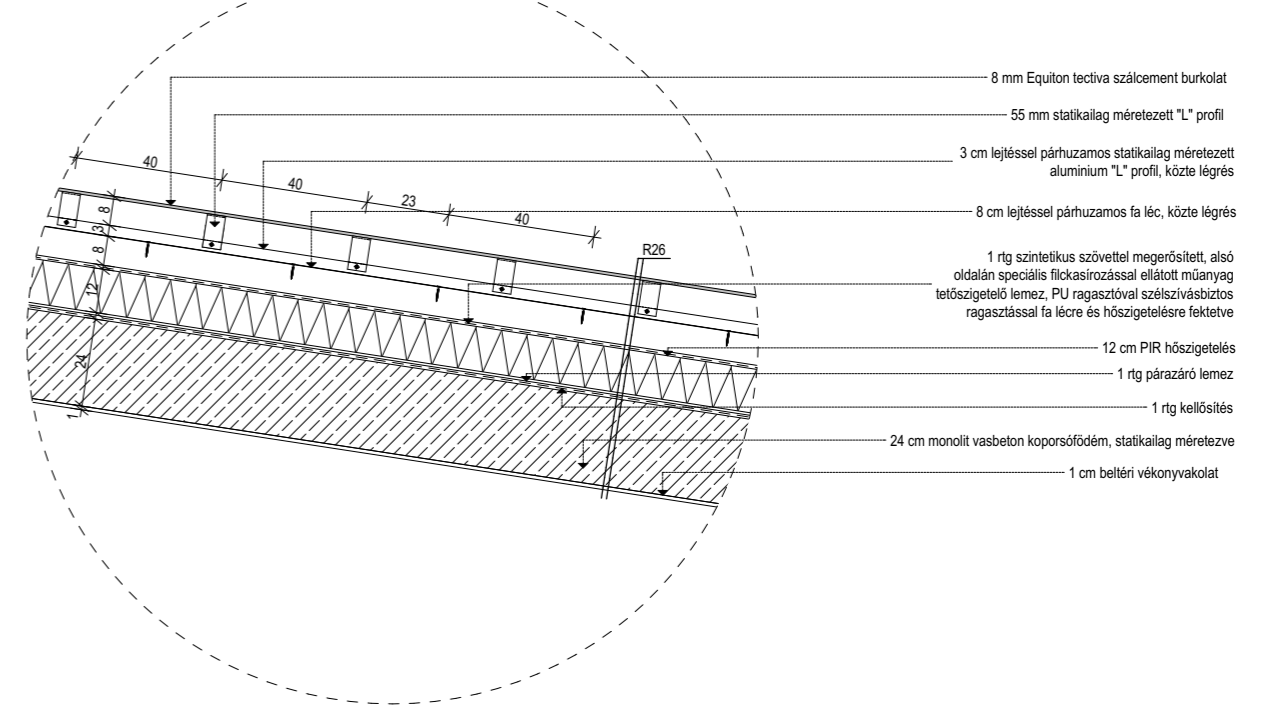 8 mm Equiton tectiva szálcement burkolat
55 mm statikailag méretezett "L" profil
3 cm lejtéssel párhuzamos statikailag méretezett
aluminium "L" profil, közte légrés
8 cm lejtéssel párhuzamos fa léc, közte légrés
1 rtg szintetikus szövettel megerősített, alsó
oldalán speciális filckasírozással ellátott műanyag
tetőszigetelő lemez, PU ragasztóval szélszívásbiztos
ragasztással fa lécre és hőszigetelésre fektetve
12 cm PIR hőszigetelés
1 rtg párazáró lemez
1 rtg kellősítés
24 cm monolit vasbeton koporsófödém, statikailag méretezve
1 cm beltéri vékonyvakolat
40
40
23
40
R26
8
3
8
12
24
1